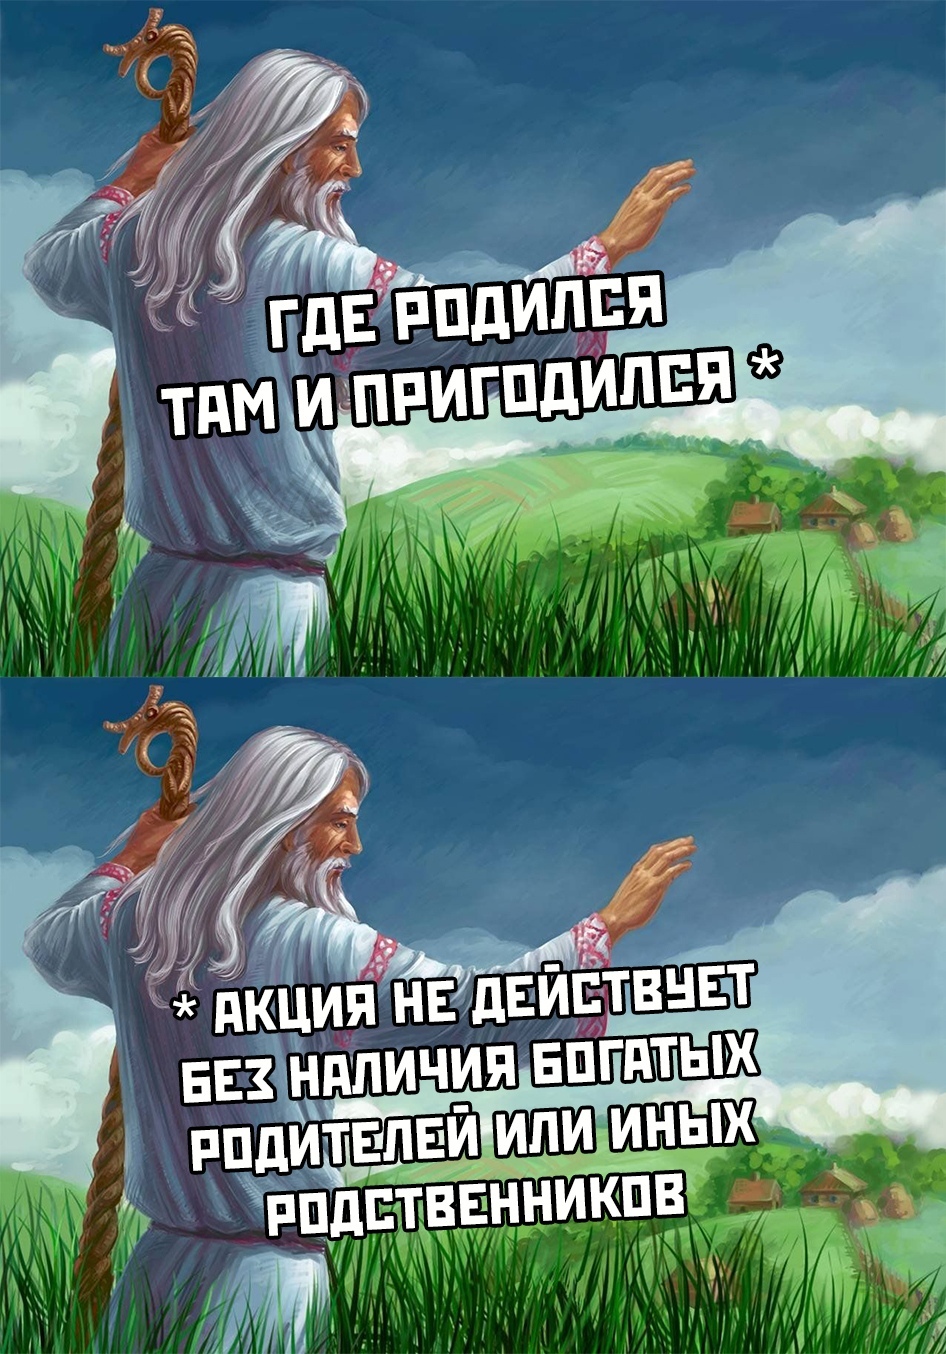 ГДЕ РОДИЛСЯ
ТАМ И ПРИГОДИЛСЯ *
* АКЦИЯ НЕ ДЕЙСТВУЕТ
БЕЗ НАЛИЧИЯ БОГАТЫХ
РОДИТЕЛЕЙ ИЛИ ИНЫХ
РОДСТВЕННИКОВ